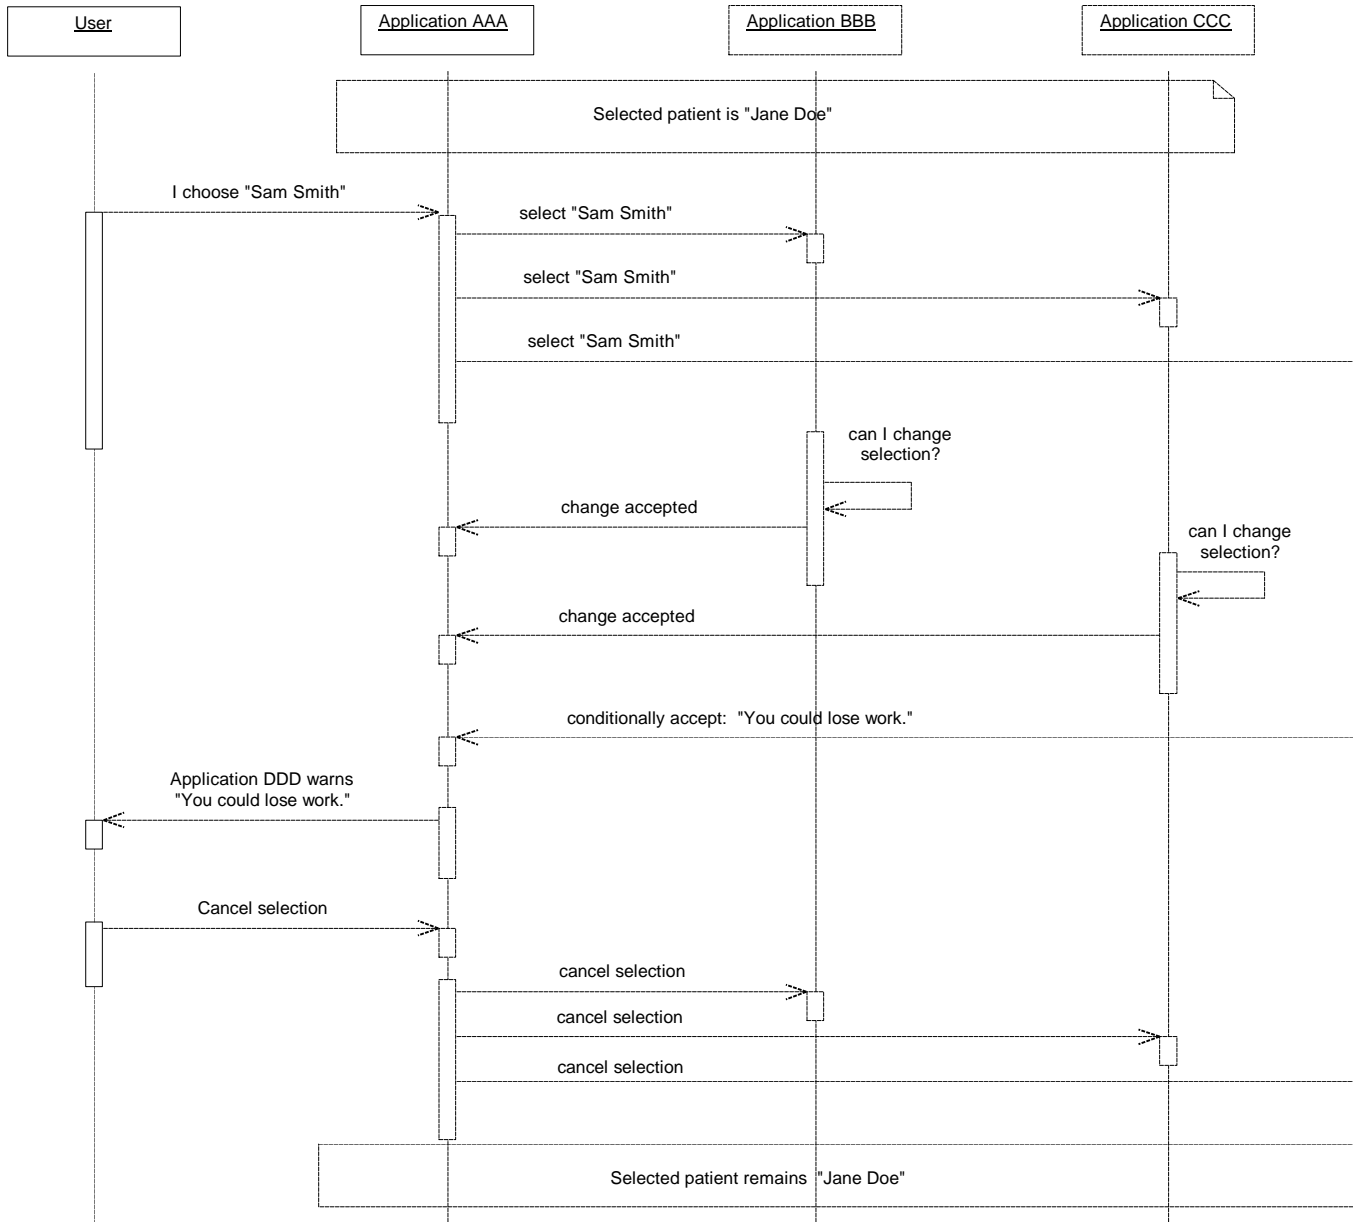 User
Application AAA
Application BBB
Application CCC
Selected patient is "Jane Doe"
I choose "Sam Smith"
select "Sam Smith"
select "Sam Smith"
select "Sam Smith"
can I change
selection?
change accepted
can I change
selection?
change accepted
conditionally accept:  "You could lose work."
Application DDD warns
"You could lose work."
Cancel selection
cancel selection
cancel selection
cancel selection
Selected patient remains  "Jane Doe"